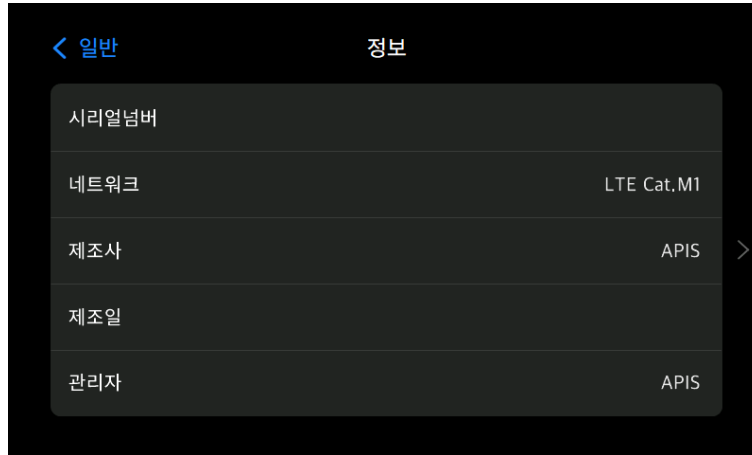 일반
정보
시리얼넘버
네트워크 LTE Cat.M1
제조사 APIS
제조일
관리자 APIS